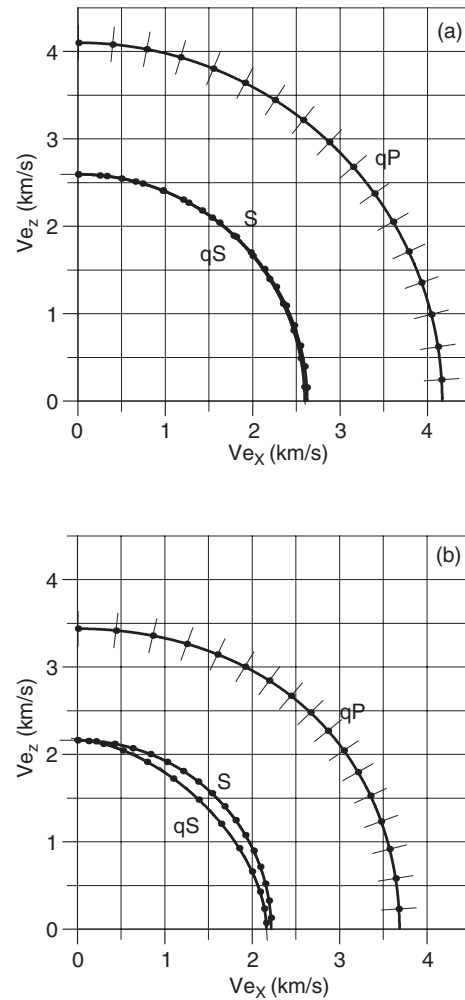 (a)
4
qP
3
Ve_z (km/s)
S
2
qS
1
0
0 1 2 3 4
Ve_X (km/s)
(b)
4
3
qP
Ve_z (km/s)
2
S
qS
1
0
0 1 2 3 4
Ve_X (km/s)